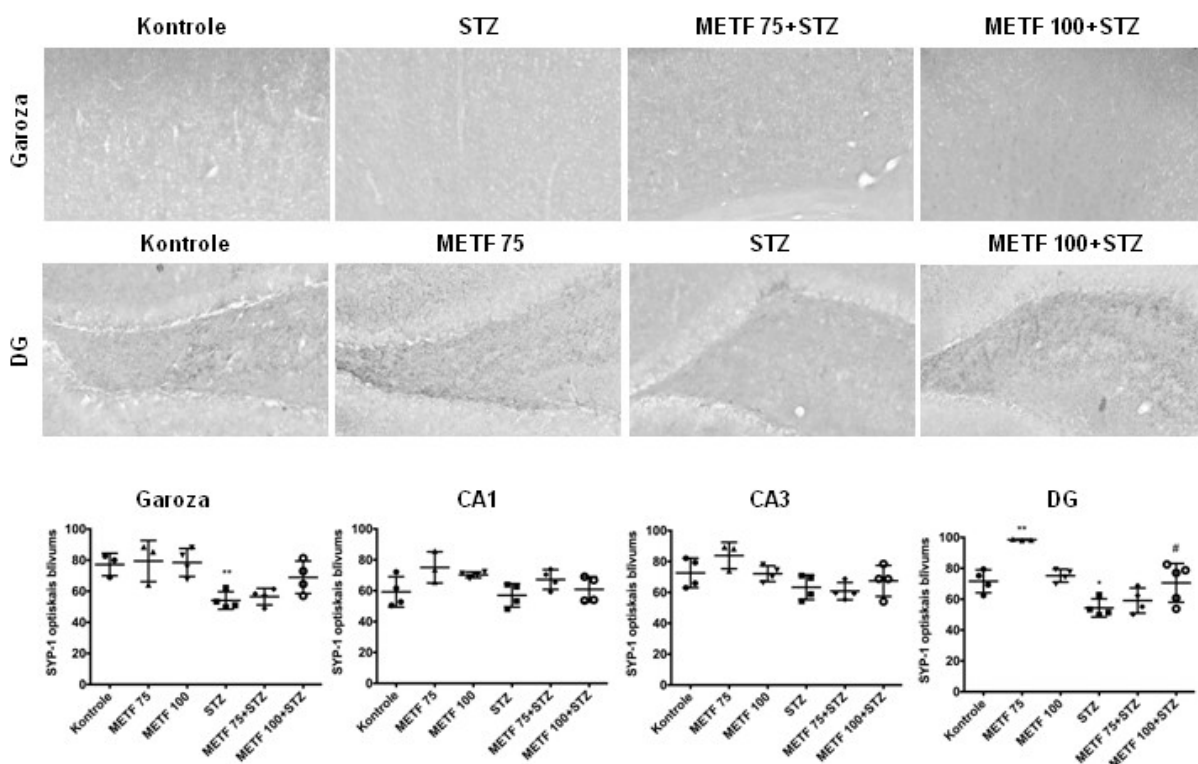 Kontrole STZ METF 75+STZ METF 100+STZ
Garoza
Kontrole METF 75 STZ METF 100+STZ
DG
Garoza
SYP-1 optiskais blīvums
100
80
60
40
20
0
**
Kontrole
METF 75
METF 100
STZ
METF 75+STZ
METF 100+STZ
CA1
SYP-1 optiskais blīvums
100
80
60
40
20
0
Kontrole
METF 75
METF 100
STZ
METF 75+STZ
METF 100+STZ
CA3
SYP-1 optiskais blīvums
100
80
60
40
20
0
Kontrole
METF 75
METF 100
STZ
METF 75+STZ
METF 100+STZ
DG
SYP-1 optiskais blīvums
100
80
60
40
20
0
**
*
#
Kontrole
METF 75
METF 100
STZ
METF 75+STZ
METF 100+STZ